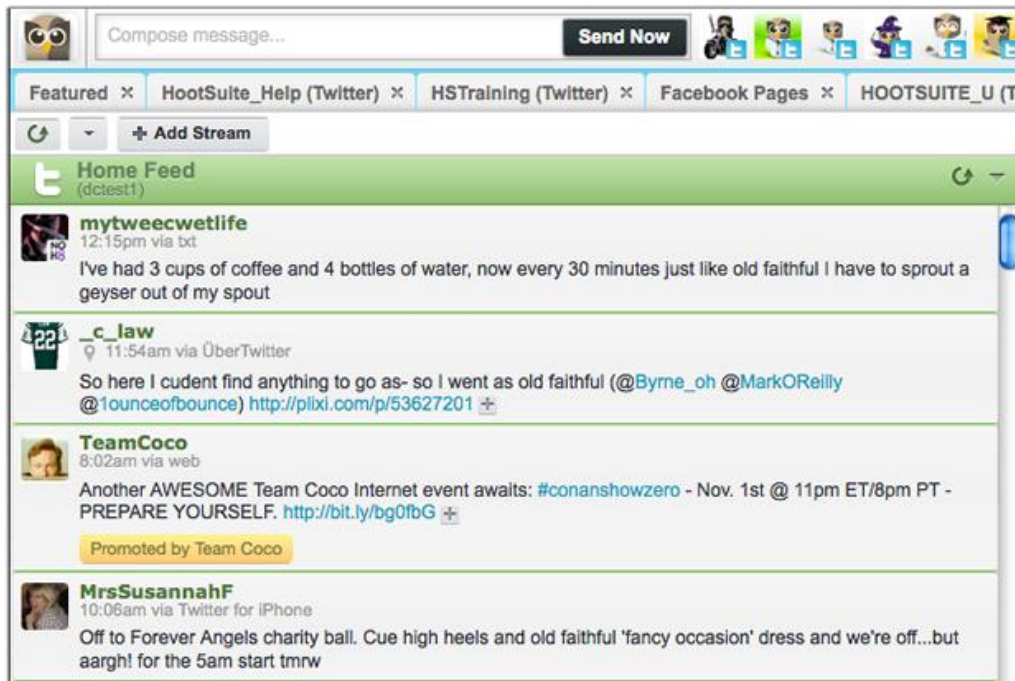 Compose message...
Send Now
Featured × HootSuite_Help (Twitter) × HSTraining (Twitter) × Facebook Pages × HOOTSUITE_U (T
Add Stream
Home Feed
(dctest1)
mytweecwetlife
12:15pm via txt
I've had 3 cups of coffee and 4 bottles of water, now every 30 minutes just like old faithful I have to sprout a
geyser out of my spout
_c_law
11:54am via ÜberTwitter
So here I cudent find anything to go as- so I went as old faithful (@Byrne_oh @MarkOReilly
@1ounceofbounce) http://plixi.com/p/53627201
TeamCoco
8:02am via web
Another AWESOME Team Coco Internet event awaits: #conanshowzero - Nov. 1st @ 11pm ET/8pm PT -
PREPARE YOURSELF. http://bit.ly/bg0fbG
Promoted by Team Coco
MrsSusannahF
10:06am via Twitter for iPhone
Off to Forever Angels charity ball. Cue high heels and old faithful 'fancy occasion' dress and we're off...but
aargh! for the 5am start tmrw
22
NO
H8